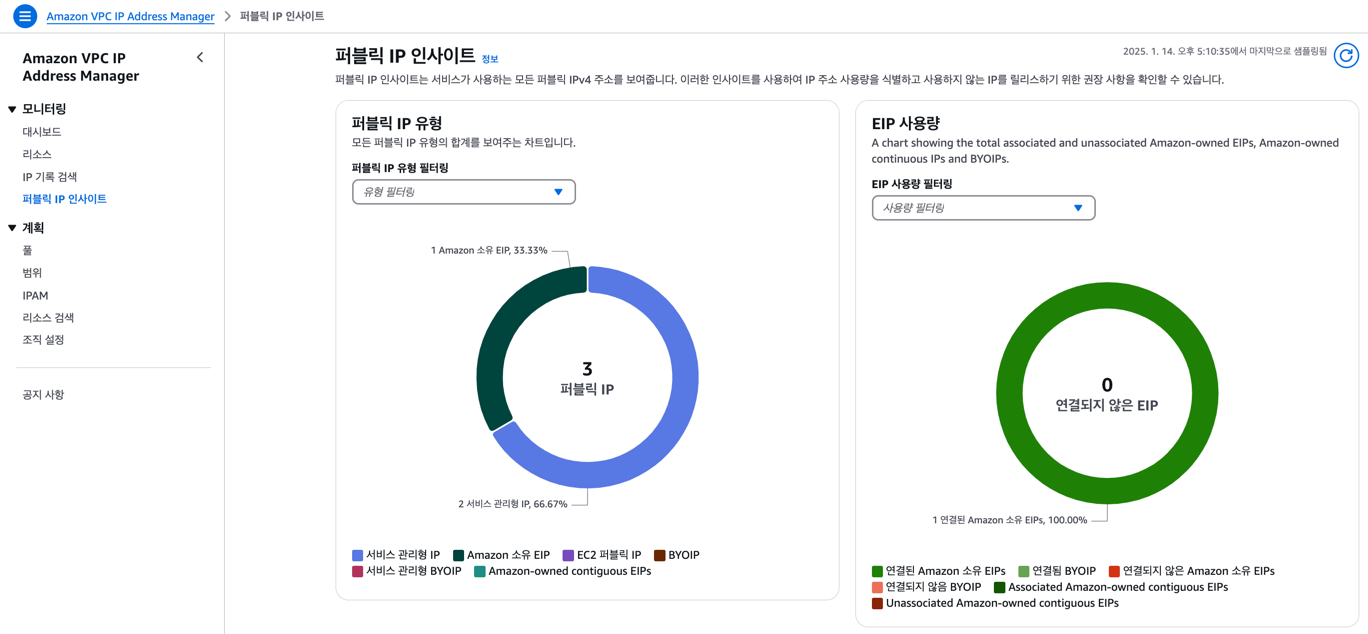 Amazon VPC IP Address Manager > 퍼블릭 IP 인사이트
Amazon VPC IP
Address Manager
모니터링
대시보드
리소스
IP 기록 검색
퍼블릭 IP 인사이트
계획
풀
범위
IPAM
리소스 검색
조직 설정
공지 사항
퍼블릭 IP 인사이트 정보
2025. 1. 14. 오후 5:10:35에서 마지막으로 샘플링됨
퍼블릭 IP 인사이트는 서비스가 사용하는 모든 퍼블릭 IPv4 주소를 보여줍니다. 이러한 인사이트를 사용하여 IP 주소 사용량을 식별하고 사용하지 않는 IP를 릴리스하기 위한 권장 사항을 확인할 수 있습니다.
퍼블릭 IP 유형
모든 퍼블릭 IP 유형의 합계를 보여주는 차트입니다.
퍼블릭 IP 유형 필터링
유형 필터링
1 Amazon 소유 EIP, 33.33%
3
퍼블릭 IP
2 서비스 관리형 IP, 66.67%
서비스 관리형 IP Amazon 소유 EIP EC2 퍼블릭 IP BYOIP
서비스 관리형 BYOIP Amazon-owned contiguous EIPs
EIP 사용량
A chart showing the total associated and unassociated Amazon-owned EIPs, Amazon-owned
continuous IPs and BYOIPs.
EIP 사용량 필터링
사용량 필터링
0
연결되지 않은 EIP
1 연결된 Amazon 소유 EIPs, 100.00%
연결된 Amazon 소유 EIPs 연결됨 BYOIP 연결되지 않은 Amazon 소유 EIPs
연결되지 않음 BYOIP Associated Amazon-owned contiguous EIPs
Unassociated Amazon-owned contiguous EIPs